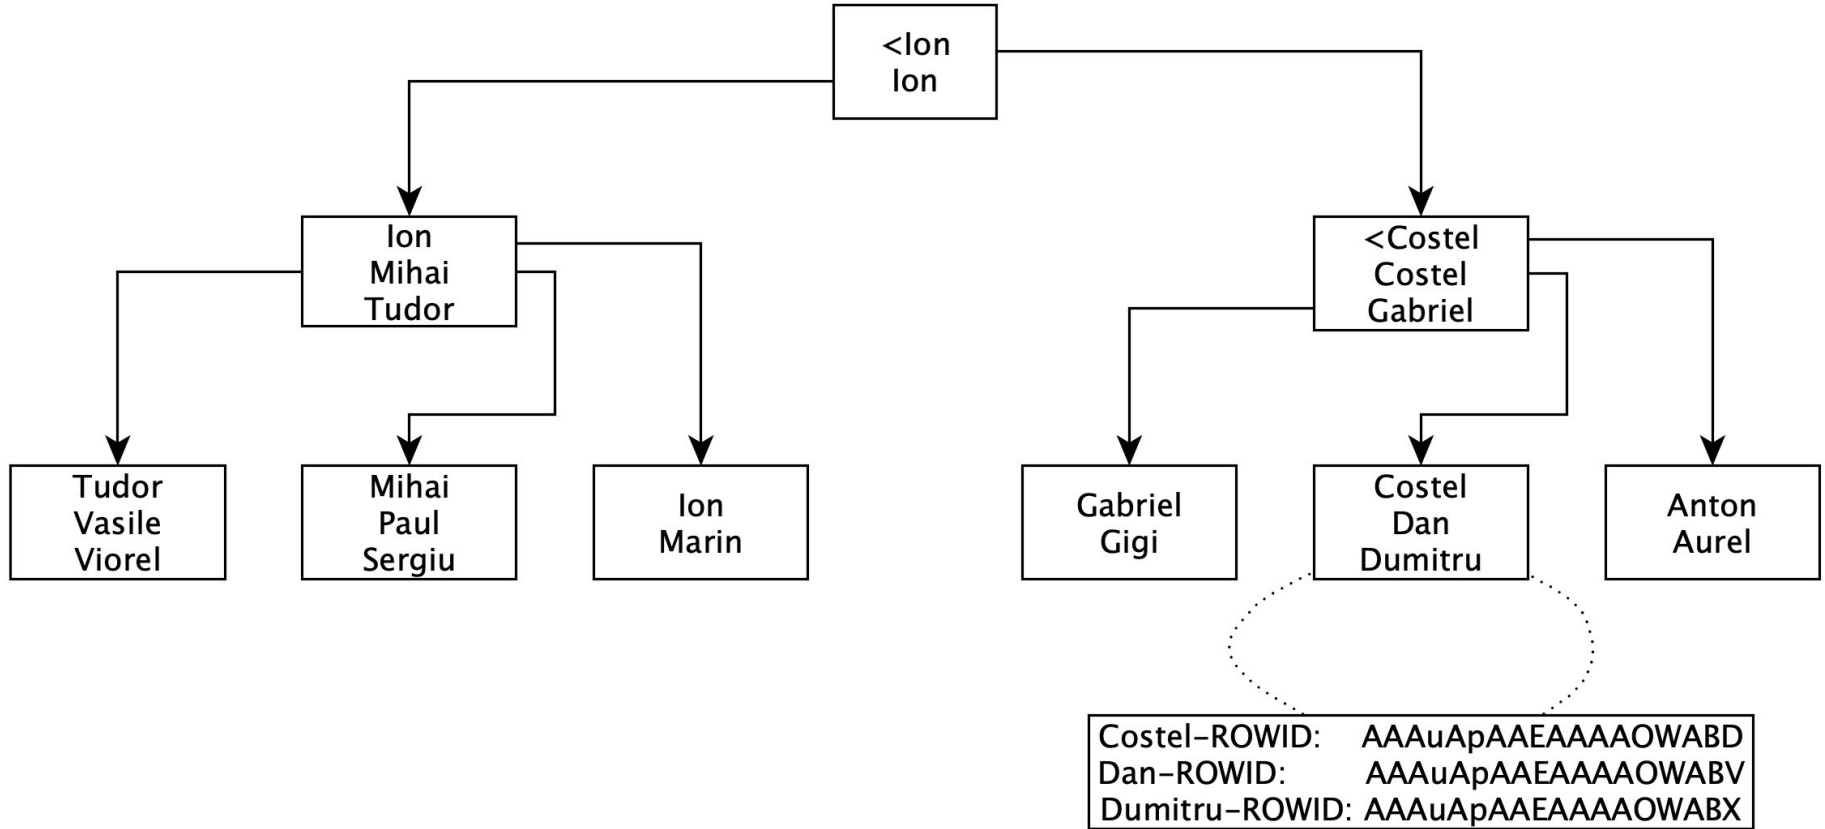 <Ion
Ion
Ion
Mihai
Tudor
<Costel
Costel
Gabriel
Tudor
Vasile
Viorel
Mihai
Paul
Sergiu
Ion
Marin
Gabriel
Gigi
Costel
Dan
Dumitru
Anton
Aurel
Costel-ROWID: AAAuApAAEAAAAOWABD
Dan-ROWID: AAAuApAAEAAAAOWABV
Dumitru-ROWID: AAAuApAAEAAAAOWABX